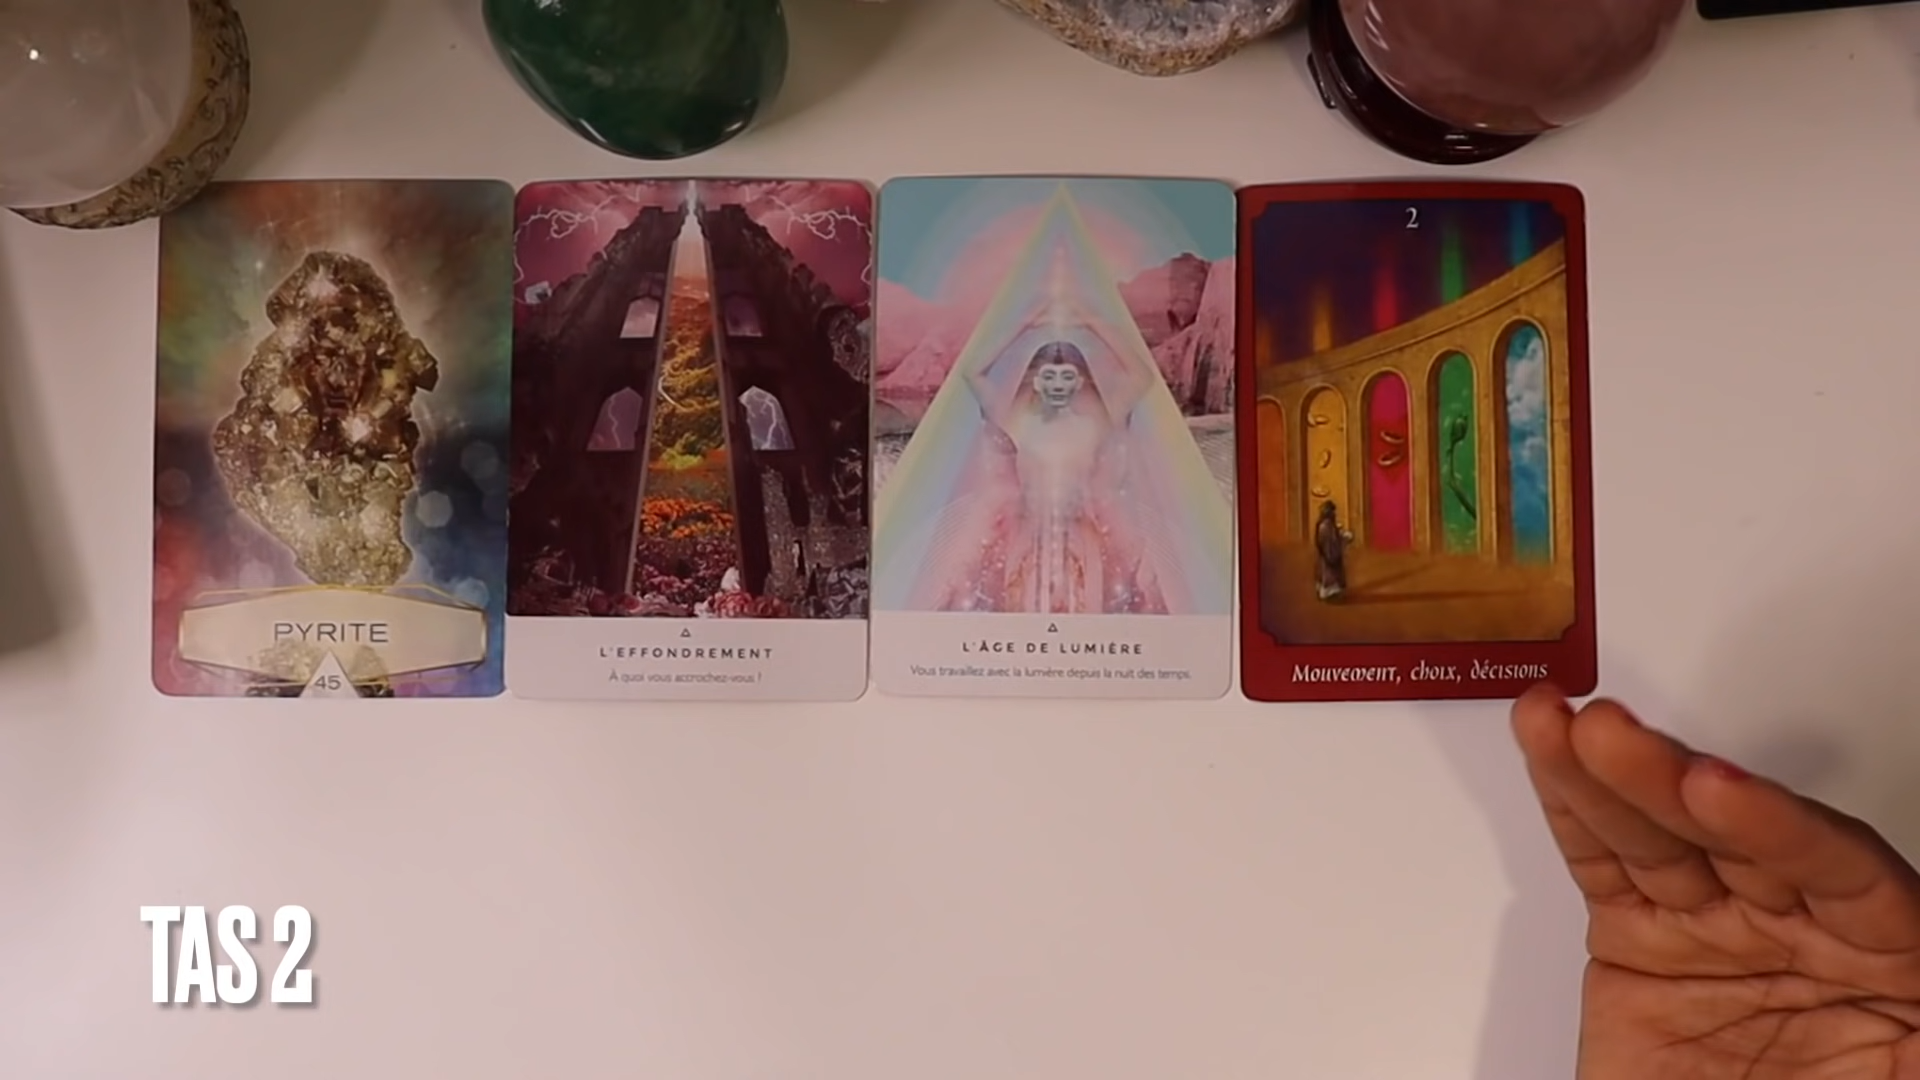 PYRITE
45
L'EFFONDREMENT
À quoi vous accrochez-vous ?
L'ÂGE DE LUMIÈRE
Vous travaillez avec la lumière depuis la nuit des temps.
2
Mouvement, choix, décisions
TAS 2